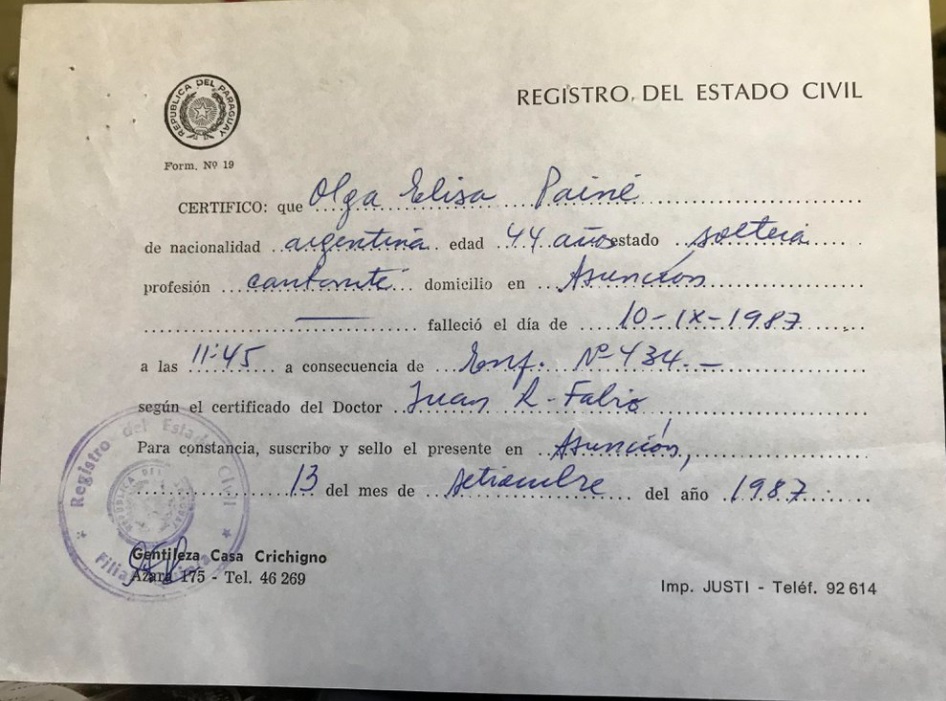 REPUBLICA DEL PARAGUAY
REGISTRO DEL ESTADO CIVIL
Form. Nº 19
CERTIFICO: que Olga Elisa Painé
de nacionalidad argentina edad 44 años estado soltera
profesión cantante domicilio en Asunción
falleció el día de 10-IX-1987
a las 11:45 a consecuencia de Enf. Nº 434.-
según el certificado del Doctor Juan R. Fabio
Para constancia, suscribo y sello el presente en Asunción,
13 del mes de setiembre del año 1987
Registro del Estado Civil
Gentileza Casa Crichigno
Azara 175 - Tel. 46 269
Imp. JUSTI - Teléf. 92 614